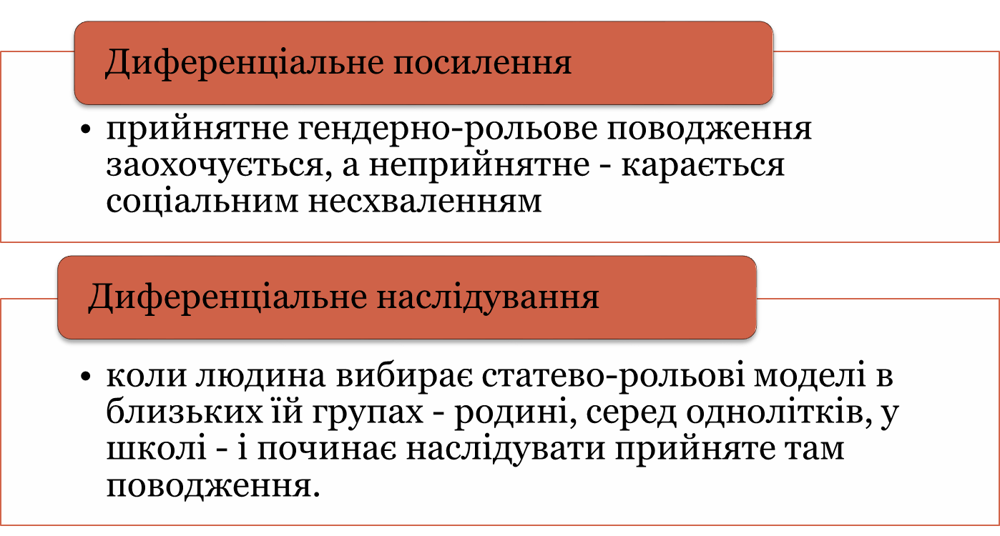 Диференціальне посилення
• прийнятне гендерно-рольове поводження
заохочується, а неприйнятне - карається
соціальним несхваленням
Диференціальне наслідування
• коли людина вибирає статево-рольові моделі в
близьких їй групах - родині, серед однолітків, у
школі - і починає наслідувати прийняте там
поводження.